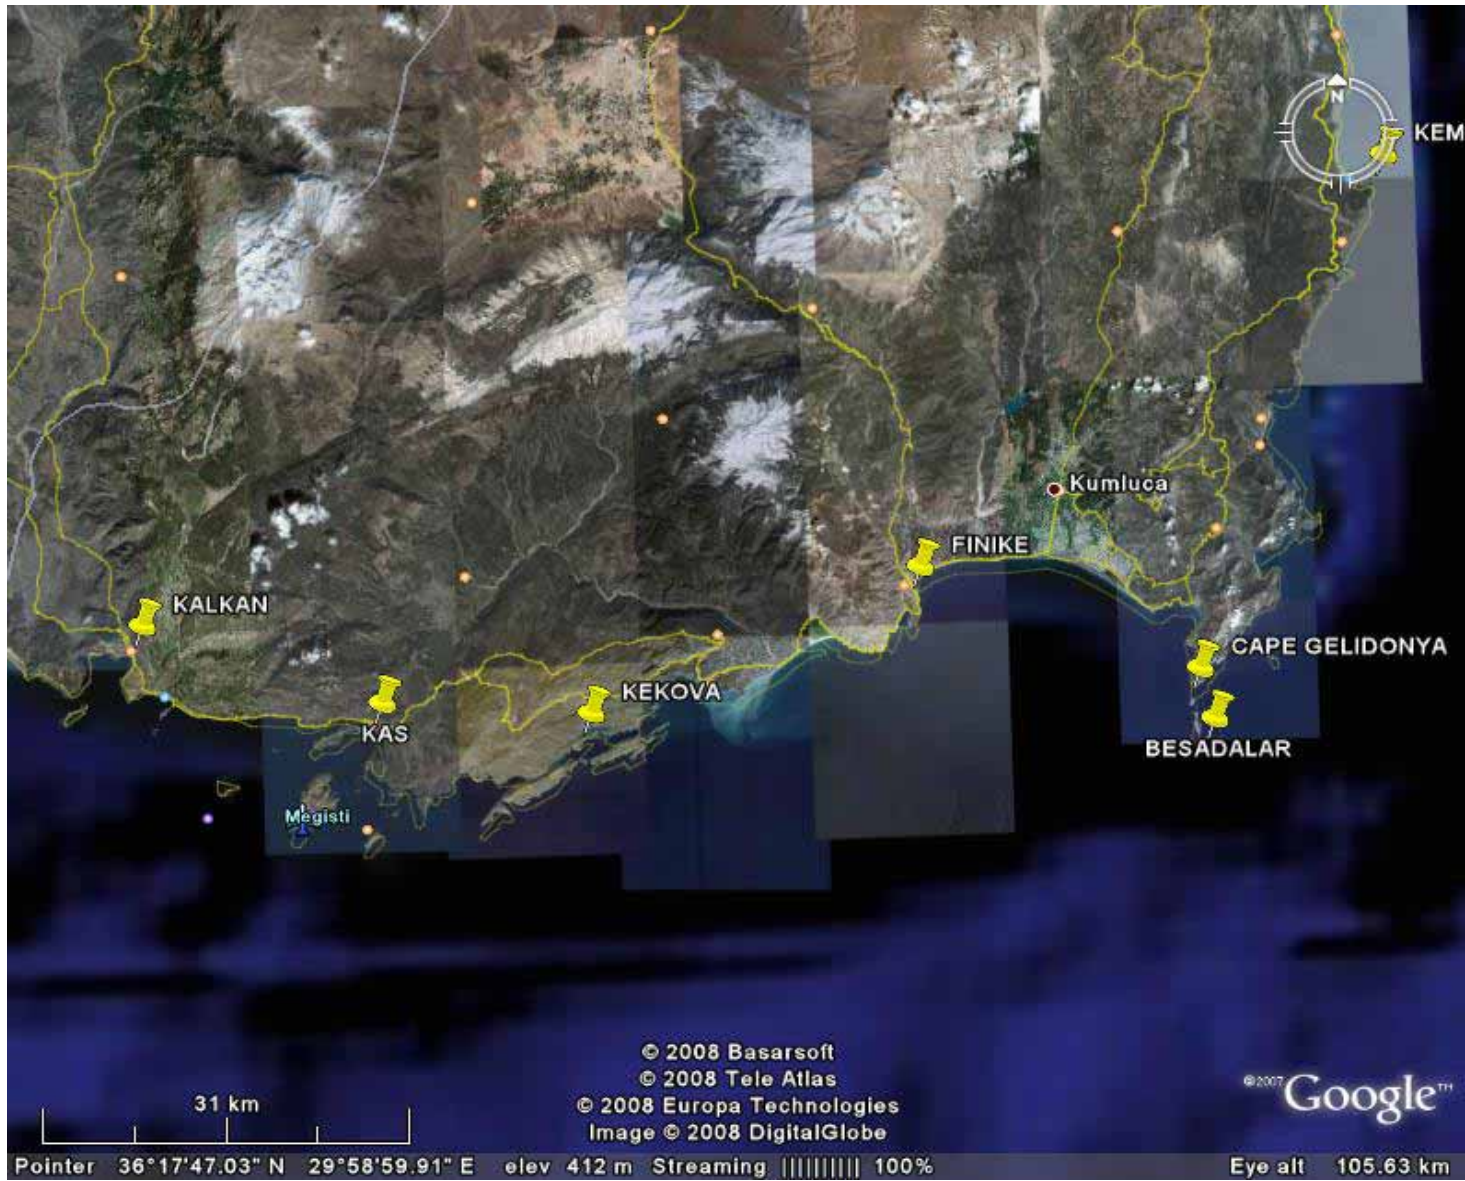 N
KEM
Kumluca
FINIKE
KALKAN
CAPE GELIDONYA
KEKOVA
KAS
BESADALAR
Megisti
© 2008 Basarsoft
© 2008 Tele Atlas
© 2008 Europa Technologies
Image © 2008 DigitalGlobe
©2007 Google™
31 km
Pointer 36°17'47.03" N 29°58'59.91" E elev 412 m Streaming |||||||||| 100% Eye alt 105.63 km